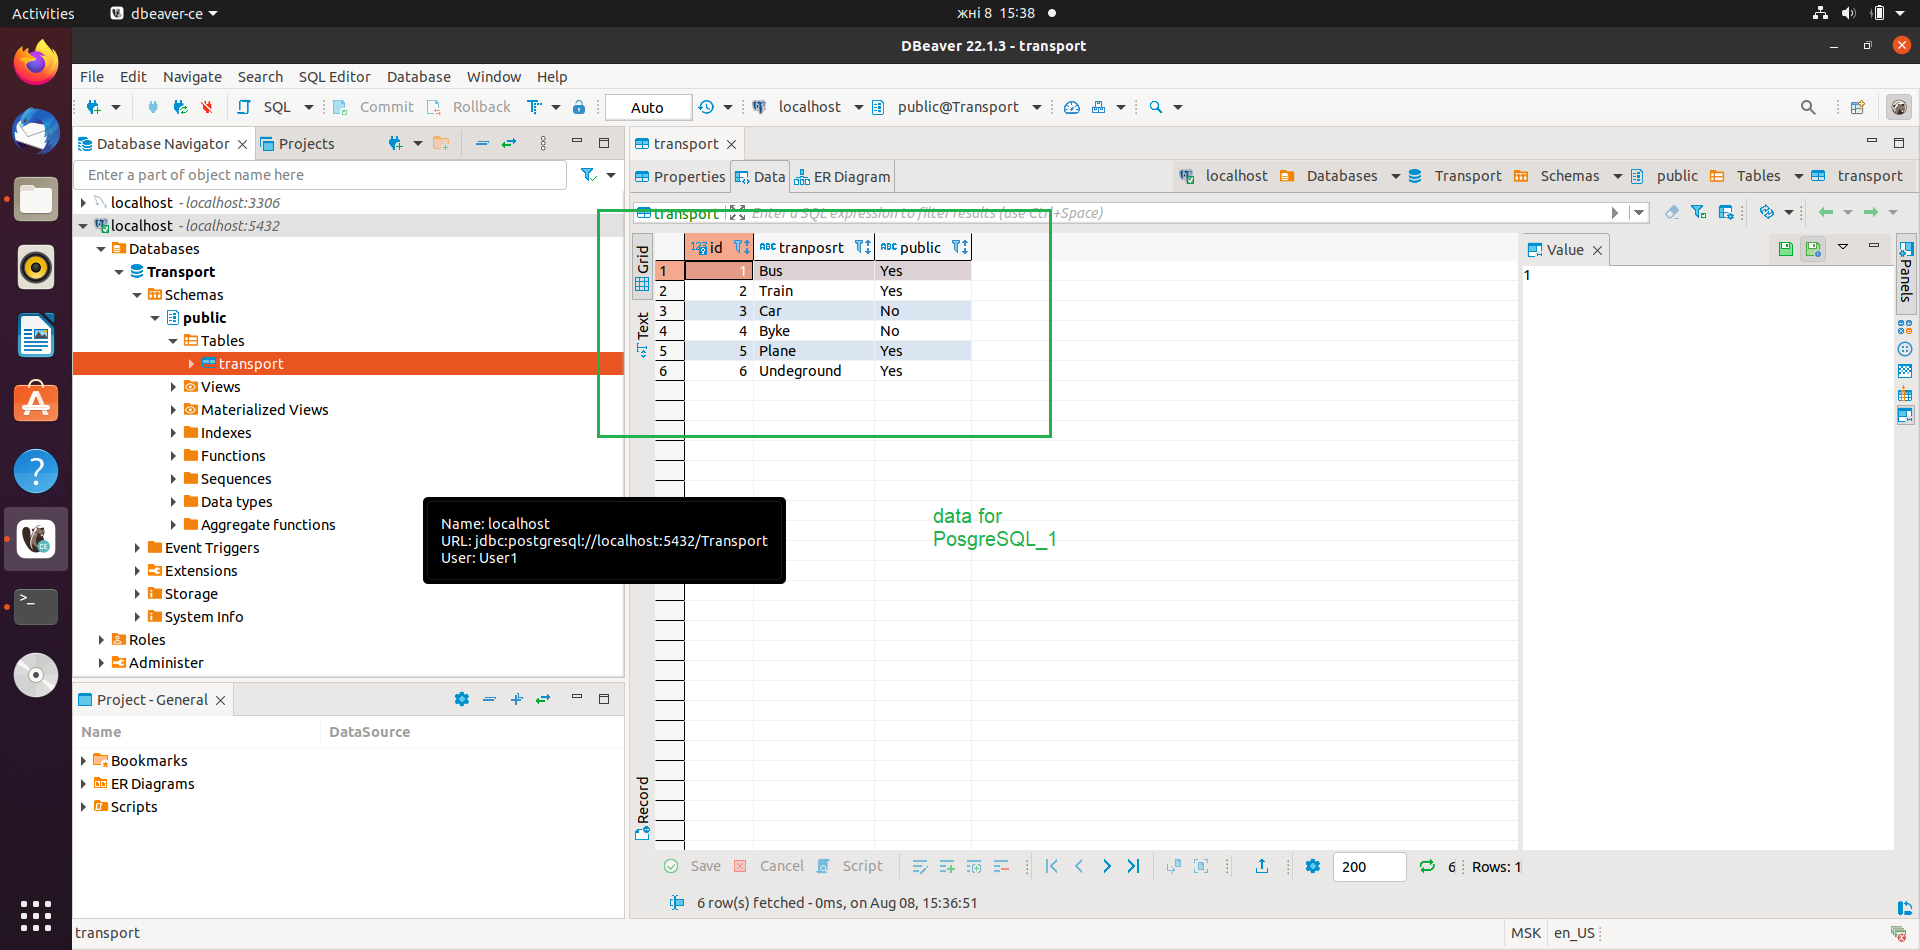 Activities
dbeaver-ce
жні 8 15:38
DBeaver 22.1.3 - transport
File Edit Navigate Search SQL Editor Database Window Help
SQL Commit Rollback Auto localhost public@Transport
Database Navigator Projects
Enter a part of object name here
localhost - localhost:3306
localhost - localhost:5432
Databases
Transport
Schemas
public
Tables
transport
Views
Materialized Views
Indexes
Functions
Sequences
Data types
Aggregate functions
Event Triggers
Extensions
Storage
System Info
Roles
Administer
Name: localhost
URL: jdbc:postgresql://localhost:5432/Transport
User: User1
Project - General
Name DataSource
Bookmarks
ER Diagrams
Scripts
transport
Properties Data ER Diagram
localhost Databases Transport Schemas public Tables transport
transport Enter a SQL expression to filter results (use Ctrl+Space)
Grid
Text
Record
123 id ABC tranposrt ABC public
1 1 Bus Yes
2 2 Train Yes
3 3 Car No
4 4 Byke No
5 5 Plane Yes
6 6 Undeground Yes
data for
PosgreSQL_1
Value
1
Panels
Save Cancel Script 200 6 Rows: 1
6 row(s) fetched - 0ms, on Aug 08, 15:36:51
transport
MSK en_US